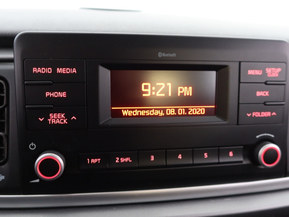 Bluetooth
RADIO MEDIA
9:21 PM
MENU SETUP
PHONE
BACK
Wednesday, 08. 01. 2020
SEEK
TRACK
FOLDER
1 APT 2 SHFL 3 4 5 6